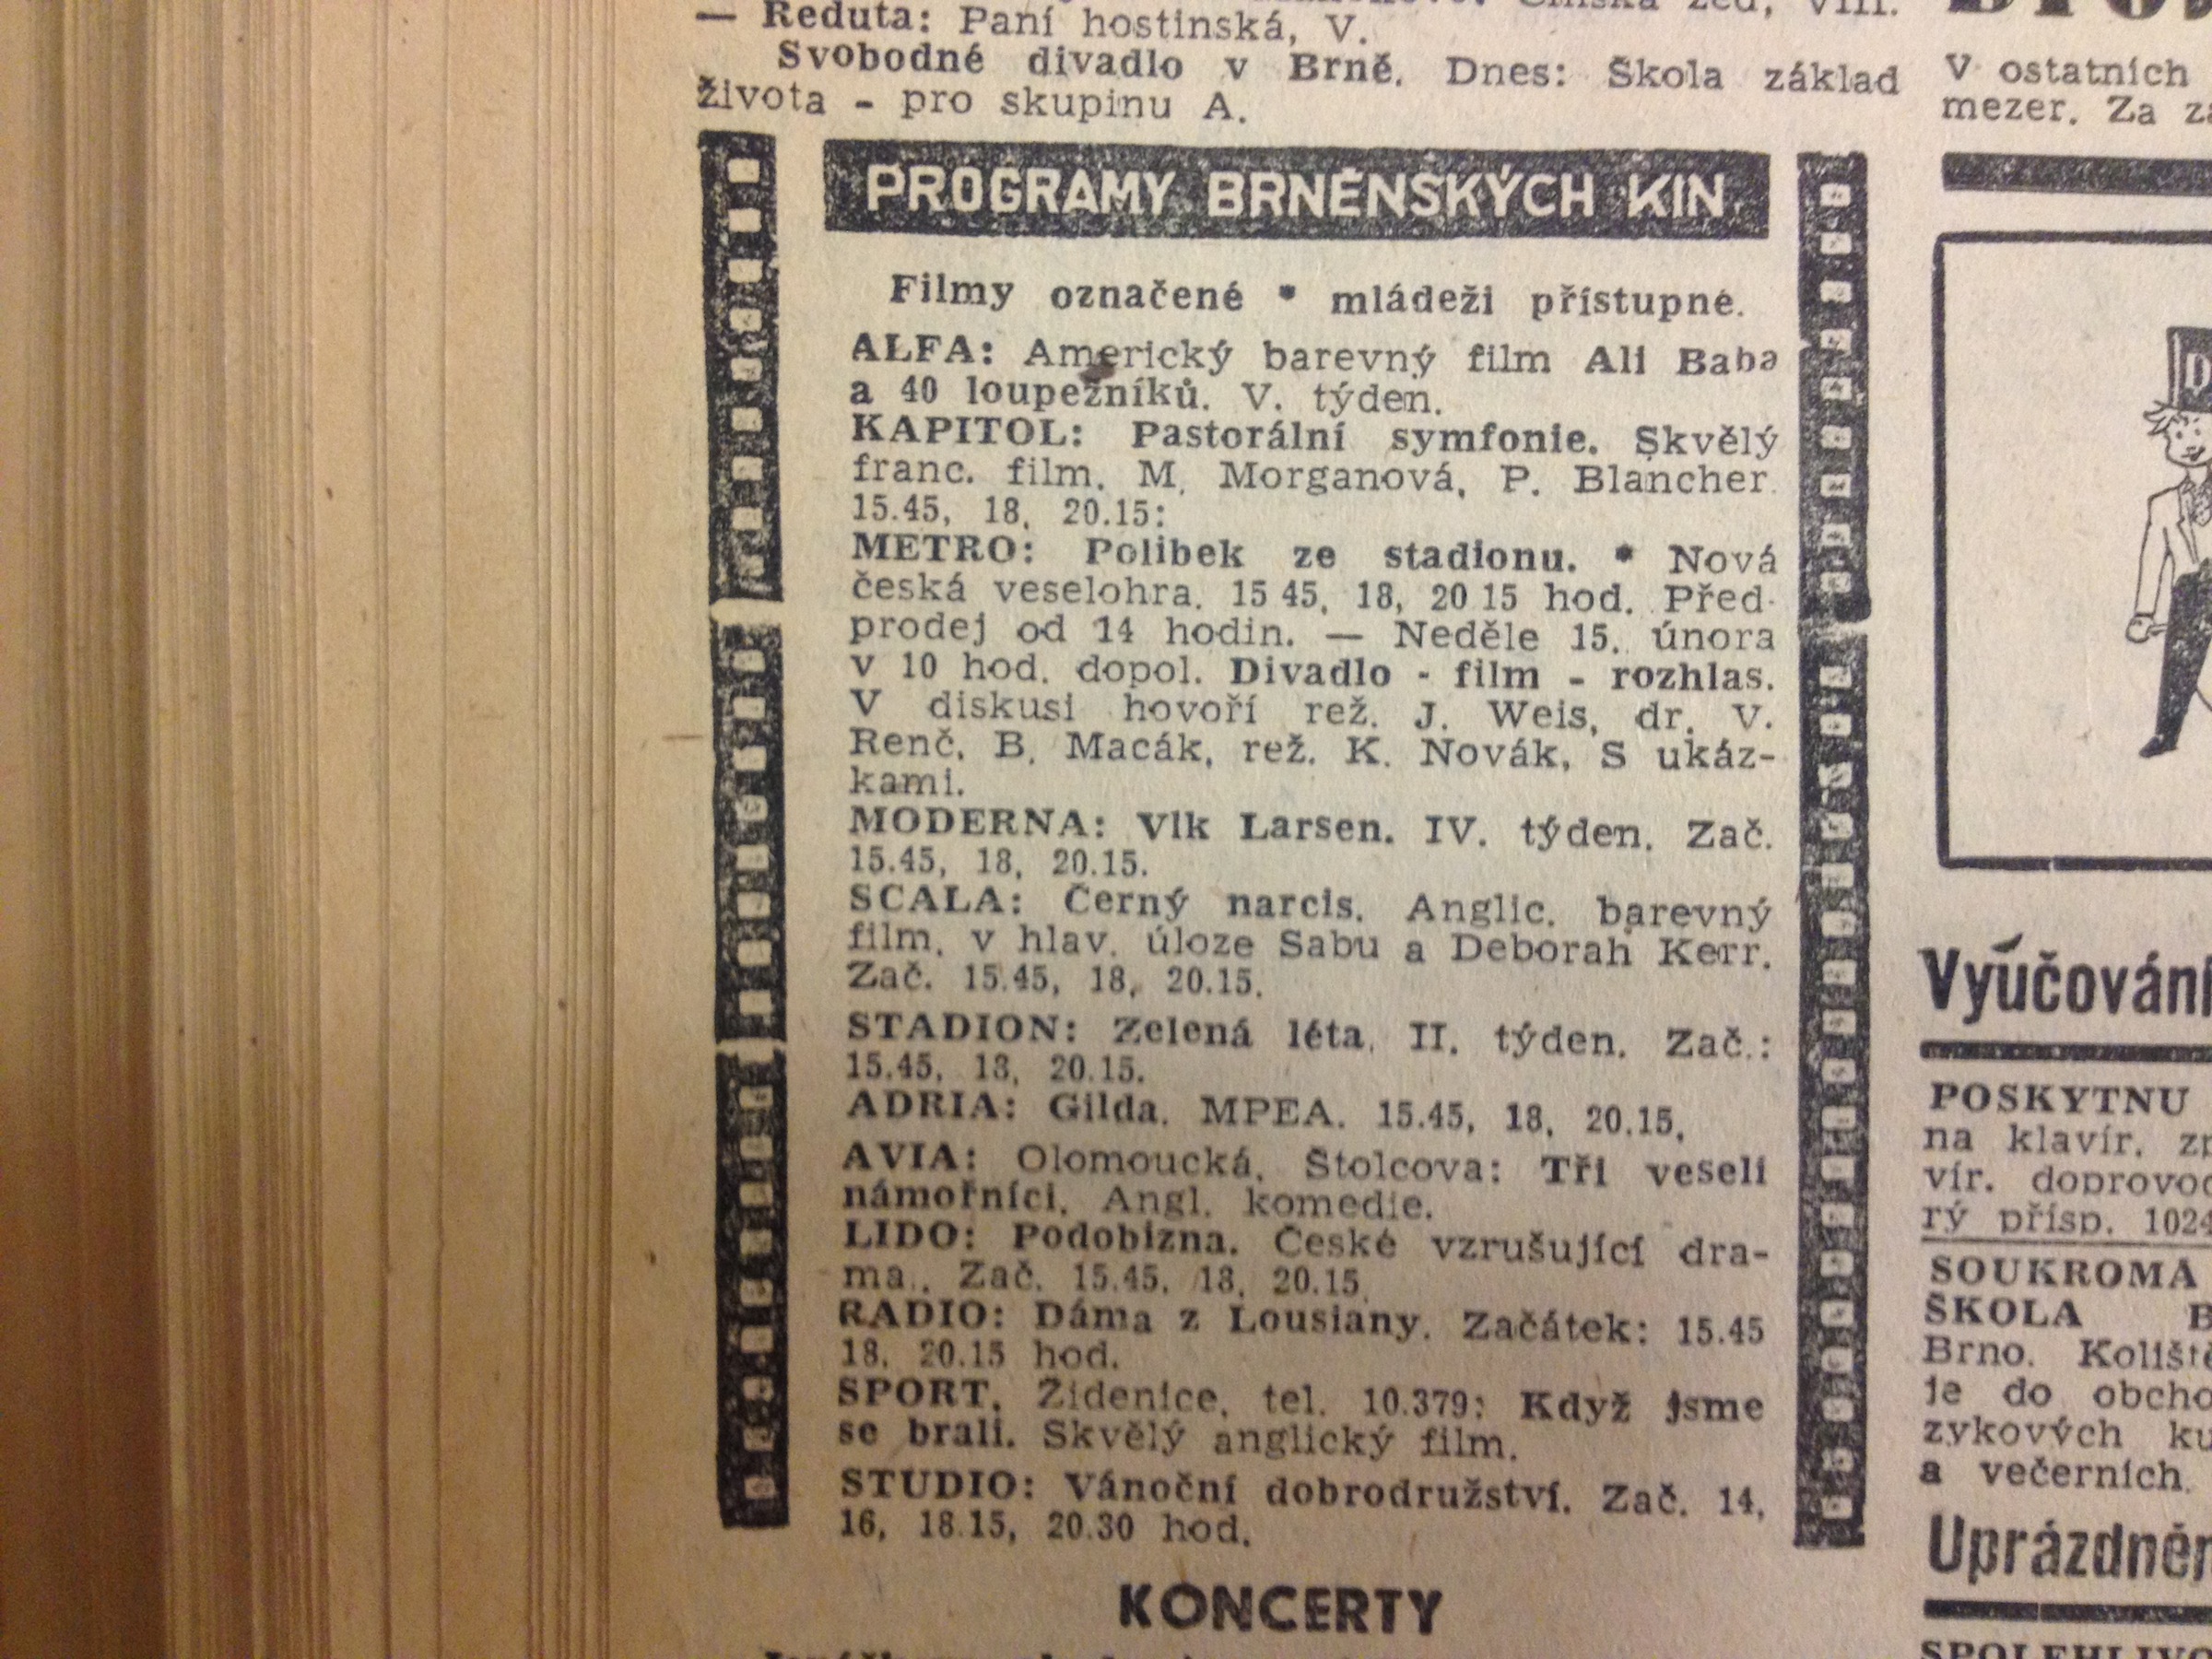 — Reduta: Paní hostinská, V.
Svobodné divadlo v Brně. Dnes: Škola základ
života - pro skupinu A.
PROGRAMY BRNĚNSKÝCH KIN
Filmy označené * mládeži přístupné.
ALFA: Americký barevný film Ali Baba
a 40 loupežníků. V. týden.
KAPITOL: Pastorální symfonie. Skvělý
franc. film. M. Morganová, P. Blancher.
15.45, 18, 20.15:
METRO: Polibek ze stadionu. * Nová
česká veselohra. 15 45, 18, 20 15 hod. Před-
prodej od 14 hodin. — Neděle 15. února
v 10 hod. dopol. Divadlo - film - rozhlas.
V diskusi hovoří rež. J. Weis, dr. V.
Renč, B. Macák, rež. K. Novák, S ukáz-
kami.
MODERNA: Vlk Larsen. IV. týden. Zač.
15.45, 18, 20.15.
SCALA: Černý narcis. Anglic. barevný
film, v hlav. úloze Sabu a Deborah Kerr.
Zač. 15.45, 18, 20.15.
STADION: Zelená léta. II. týden. Zač.:
15.45, 18, 20.15.
ADRIA: Gilda. MPEA. 15.45, 18, 20.15.
AVIA: Olomoucká, Štolcova: Tři veselí
námořníci. Angl. komedie.
LIDO: Podobizna. České vzrušující dra-
ma.. Zač. 15.45, 18, 20.15
RADIO: Dáma z Lousiany. Začátek: 15.45
18, 20.15 hod.
SPORT, Židenice, tel. 10.379: Když jsme
se brali. Skvělý anglický film.
STUDIO: Vánoční dobrodružství. Zač. 14,
16, 18.15, 20.30 hod.
KONCERTY
V ostatních
mezer. Za
Vyúčování
POSKYTNU
na klavír, zp
vír. doprovod
rý přísp. 1024
SOUKROMÁ
ŠKOLA B
Brno, Koliště
je do obcho
zykových ku
a večerních.
Uprázdněn